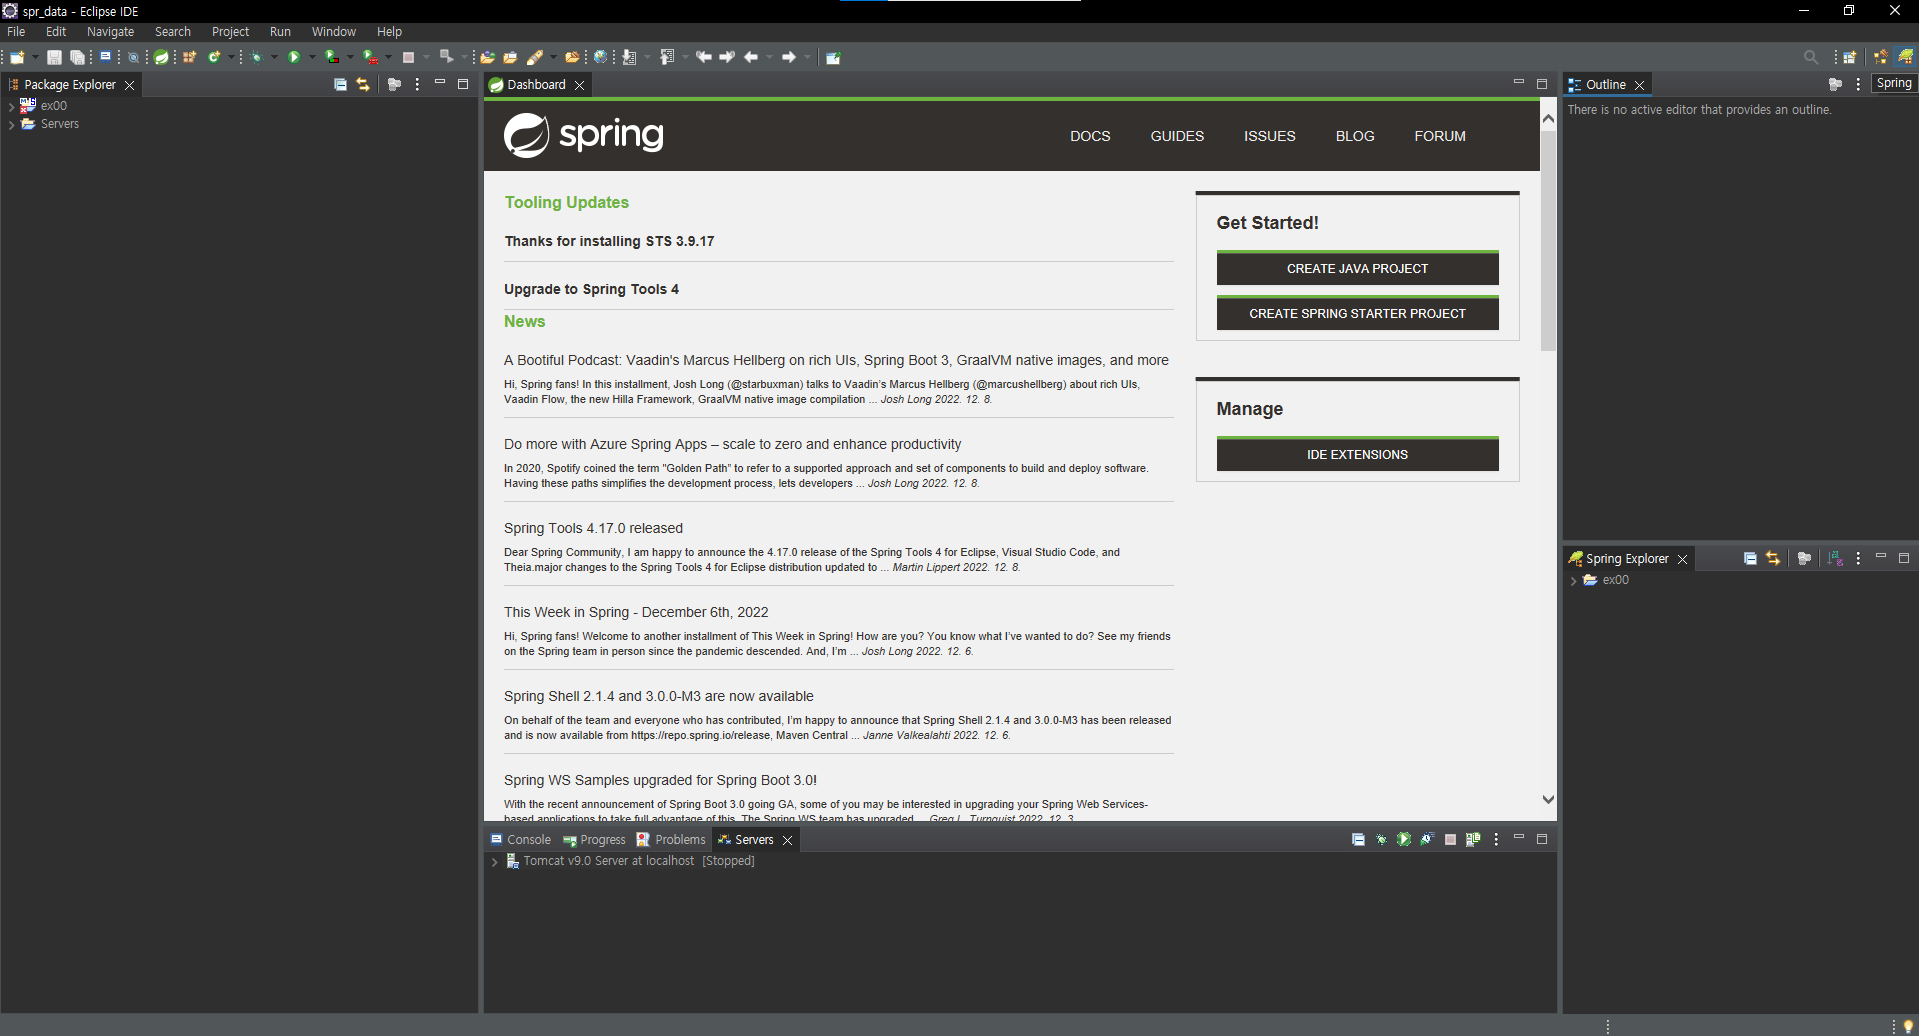 spr_data - Eclipse IDE
File Edit Navigate Search Project Run Window Help
Package Explorer
ex00
Servers
Dashboard
spring
DOCS GUIDES ISSUES BLOG FORUM
Tooling Updates
Thanks for installing STS 3.9.17
Upgrade to Spring Tools 4
News
A Bootiful Podcast: Vaadin's Marcus Hellberg on rich UIs, Spring Boot 3, GraalVM native images, and more
Hi, Spring fans! In this installment, Josh Long (@starbuxman) talks to Vaadin's Marcus Hellberg (@marcushellberg) about rich UIs,
Vaadin Flow, the new Hilla Framework, GraalVM native image compilation ... Josh Long 2022. 12. 8.
Do more with Azure Spring Apps – scale to zero and enhance productivity
In 2020, Spotify coined the term "Golden Path" to refer to a supported approach and set of components to build and deploy software.
Having these paths simplifies the development process, lets developers ... Josh Long 2022. 12. 8.
Spring Tools 4.17.0 released
Dear Spring Community, I am happy to announce the 4.17.0 release of the Spring Tools 4 for Eclipse, Visual Studio Code, and
Theia.major changes to the Spring Tools 4 for Eclipse distribution updated to ... Martin Lippert 2022. 12. 8.
This Week in Spring - December 6th, 2022
Hi, Spring fans! Welcome to another installment of This Week in Spring! How are you? You know what I've wanted to do? See my friends
on the Spring team in person since the pandemic descended. And, I'm ... Josh Long 2022. 12. 6.
Spring Shell 2.1.4 and 3.0.0-M3 are now available
On behalf of the team and everyone who has contributed, I'm happy to announce that Spring Shell 2.1.4 and 3.0.0-M3 has been released
and is now available from https://repo.spring.io/release, Maven Central ... Janne Valkealahti 2022. 12. 6.
Spring WS Samples upgraded for Spring Boot 3.0!
With the recent announcement of Spring Boot 3.0 going GA, some of you may be interested in upgrading your Spring Web Services-
based applications to take full advantage of this. The Spring WS team has upgraded ... Greg L. Turnquist 2022. 12. 3.
Get Started!
CREATE JAVA PROJECT
CREATE SPRING STARTER PROJECT
Manage
IDE EXTENSIONS
Console Progress Problems Servers
Tomcat v9.0 Server at localhost [Stopped]
Outline
Spring
There is no active editor that provides an outline.
Spring Explorer
ex00